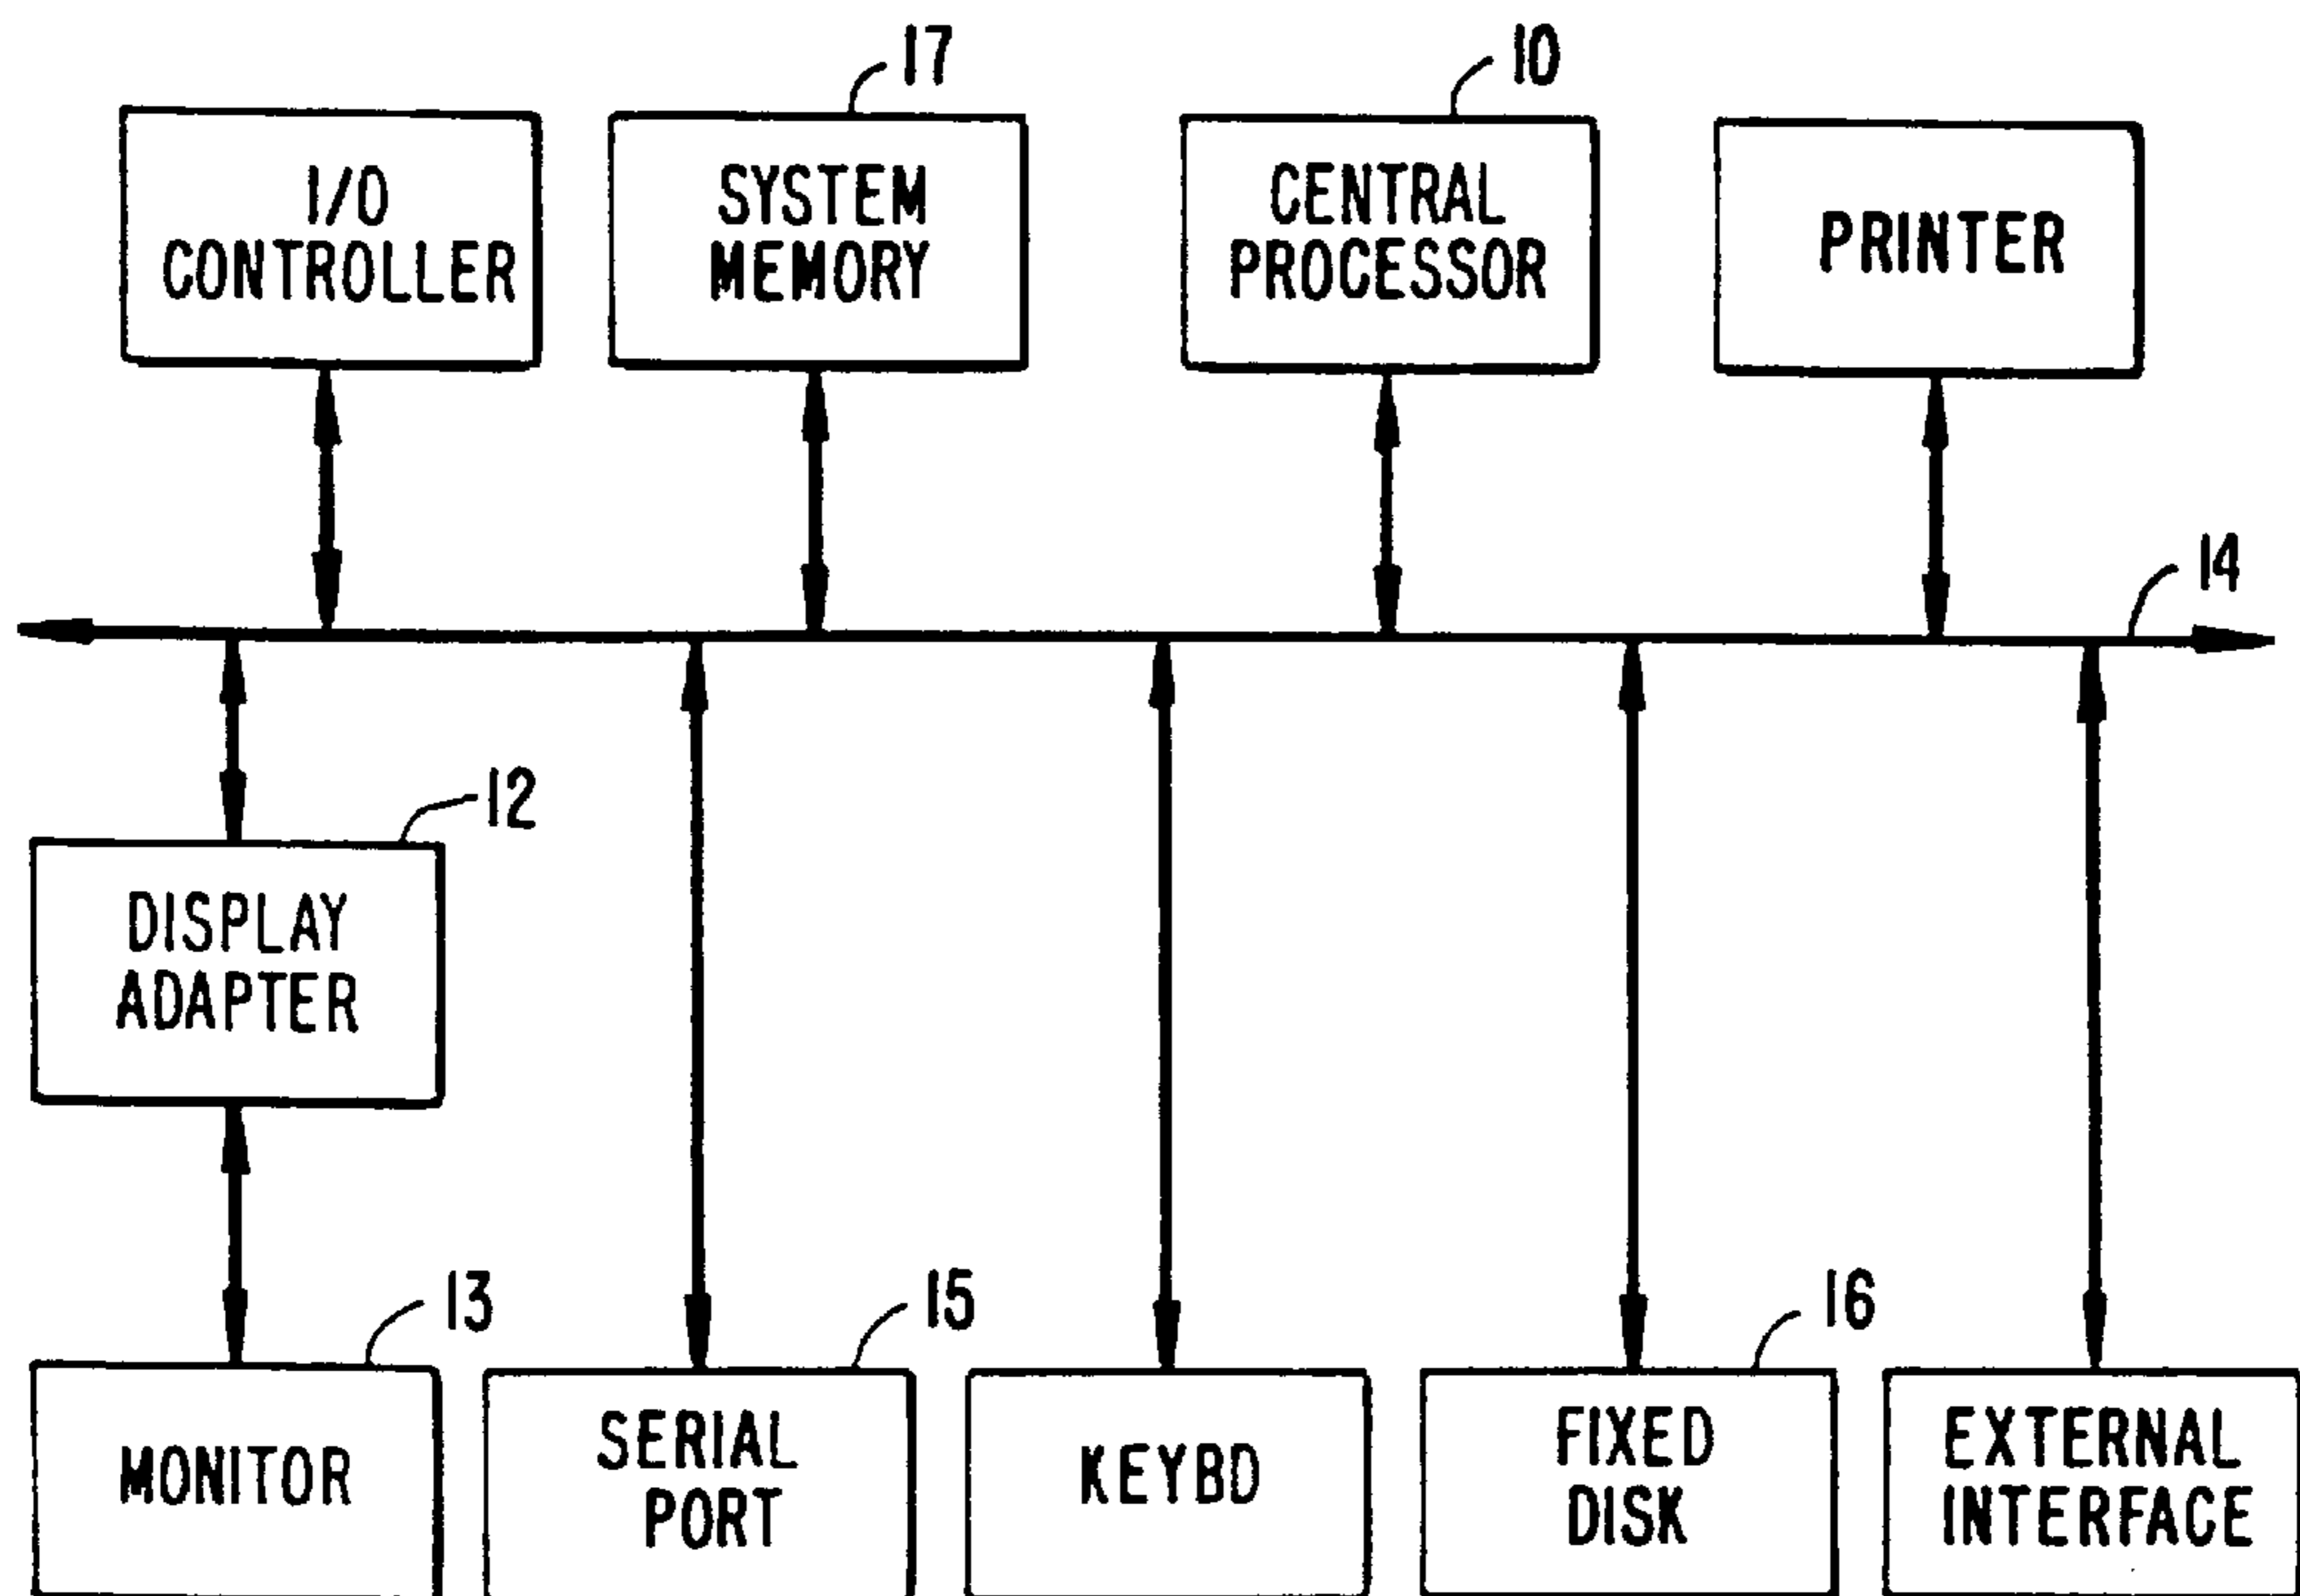 17
10
I/O
CONTROLLER
SYSTEM
MEMORY
CENTRAL
PROCESSOR
PRINTER
14
12
DISPLAY
ADAPTER
13
15
16
MONITOR
SERIAL
PORT
KEYBD
FIXED
DISK
EXTERNAL
INTERFACE